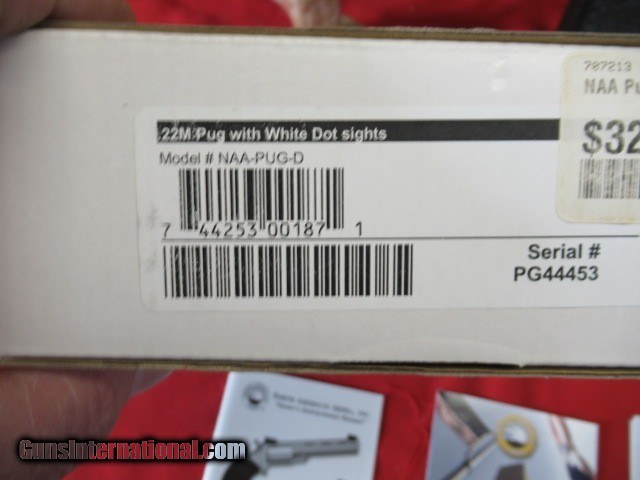 787213
NAA Pu
$32
.22M Pug with White Dot sights
Model # NAA-PUG-D
7 44253 00187 1
Serial #
PG44453
GunsInternational.com